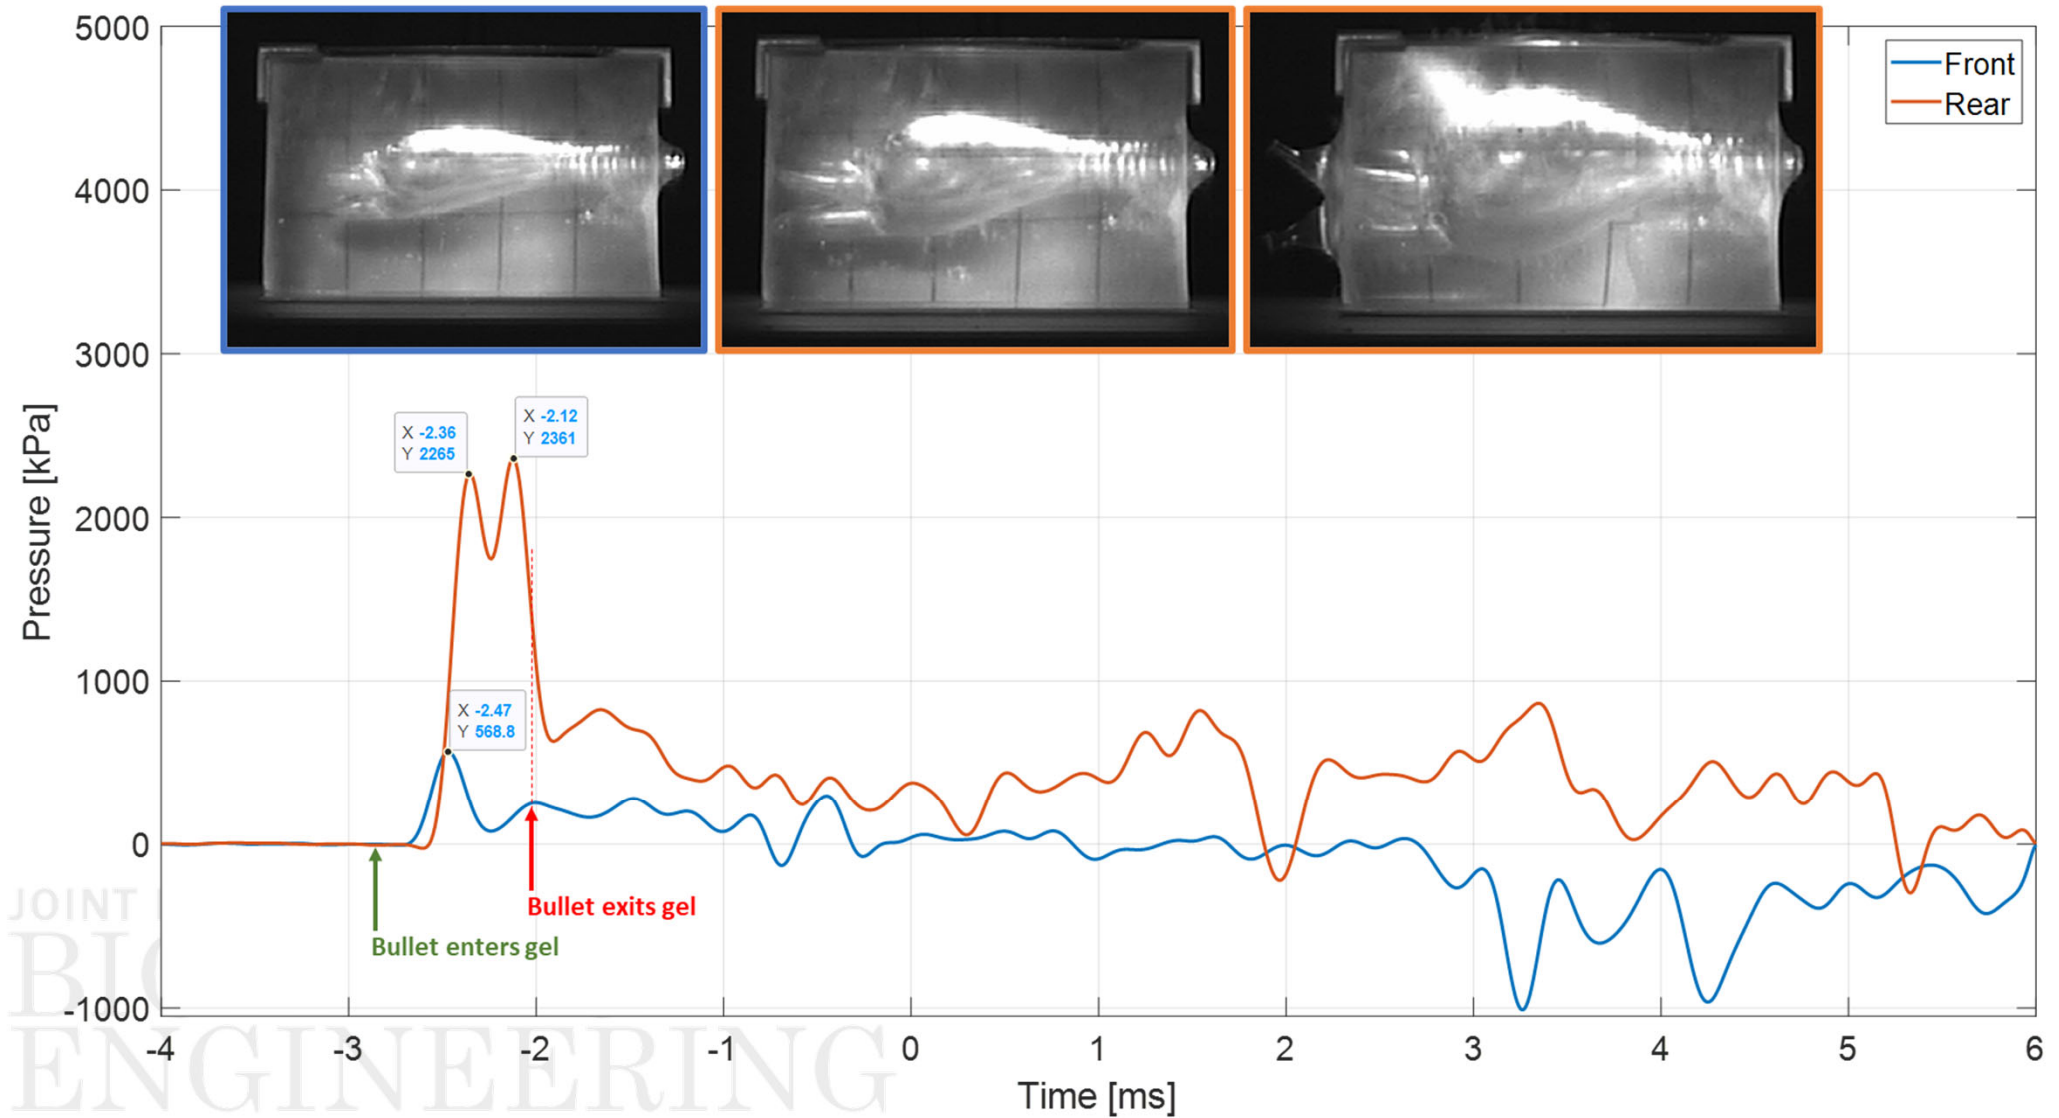 5000
4000
3000
2000
1000
0
-1000
Pressure [kPa]
Front
Rear
X -2.36
Y 2265
X -2.12
Y 2361
X -2.47
Y 568.8
Bullet exits gel
Bullet enters gel
JOINT
ENGINEERING
-4 -3 -2 -1 0 1 2 3 4 5 6
Time [ms]